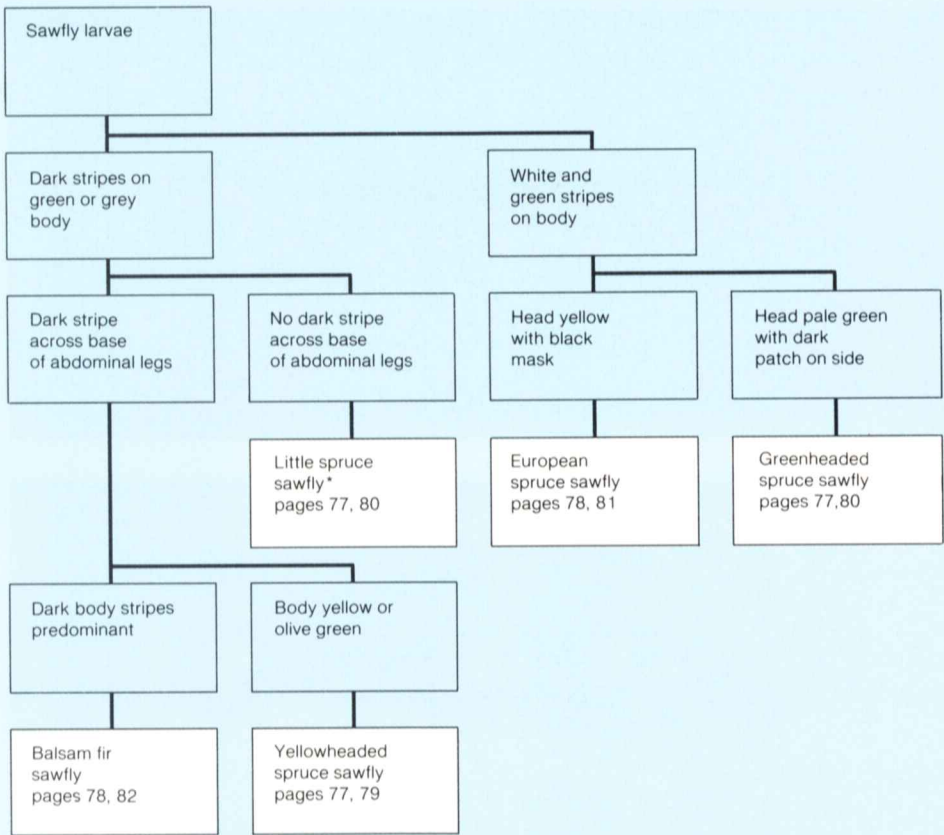 Sawfly larvae
Dark stripes on
green or grey
body
White and
green stripes
on body
Dark stripe
across base
of abdominal legs
No dark stripe
across base
of abdominal legs
Head yellow
with black
mask
Head pale green
with dark
patch on side
Little spruce
sawfly*
pages 77, 80
European
spruce sawfly
pages 78, 81
Greenheaded
spruce sawfly
pages 77,80
Dark body stripes
predominant
Body yellow or
olive green
Balsam fir
sawfly
pages 78, 82
Yellowheaded
spruce sawfly
pages 77, 79